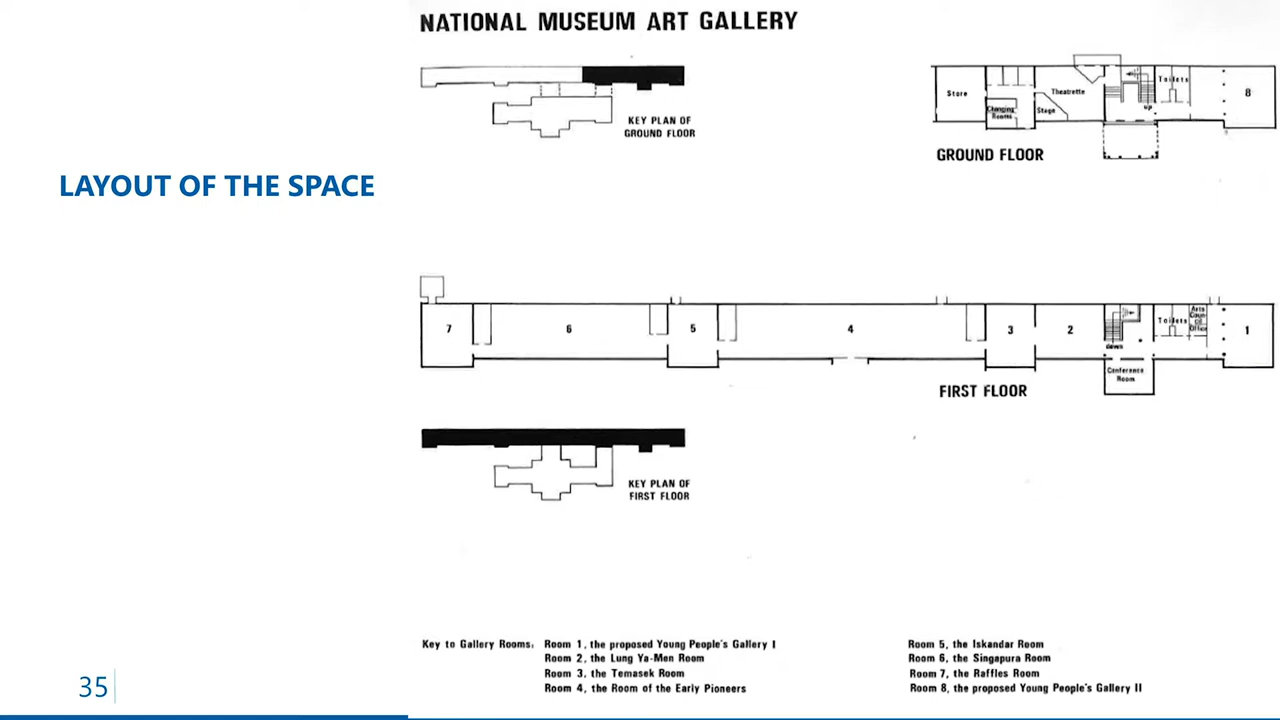 NATIONAL MUSEUM ART GALLERY
KEY PLAN OF
GROUND FLOOR
Store
Changing
Rooms
Stage
Theatrette
up
Toilets
8
GROUND FLOOR
LAYOUT OF THE SPACE
7
6
5
4
3
2
down
Toilets
Arts
Coun-
cil
Office
1
Conference
Room
FIRST FLOOR
KEY PLAN OF
FIRST FLOOR
Key to Gallery Rooms:
Room 1, the proposed Young People's Gallery I
Room 2, the Lung Ya-Men Room
Room 3, the Temasek Room
Room 4, the Room of the Early Pioneers
Room 5, the Iskandar Room
Room 6, the Singapura Room
Room 7, the Raffles Room
Room 8, the proposed Young People's Gallery II
35